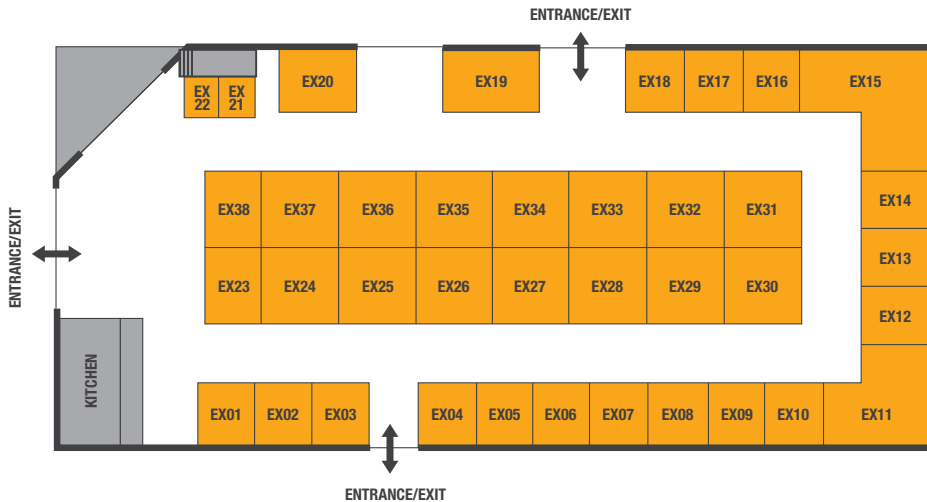 ENTRANCE/EXIT
EX20
EX19
EX18
EX17
EX16
EX15
EX
22
EX
21
EX38
EX37
EX36
EX35
EX34
EX33
EX32
EX31
EX14
ENTRANCE/EXIT
EX23
EX24
EX25
EX26
EX27
EX28
EX29
EX30
EX13
EX12
KITCHEN
EX01
EX02
EX03
EX04
EX05
EX06
EX07
EX08
EX09
EX10
EX11
ENTRANCE/EXIT